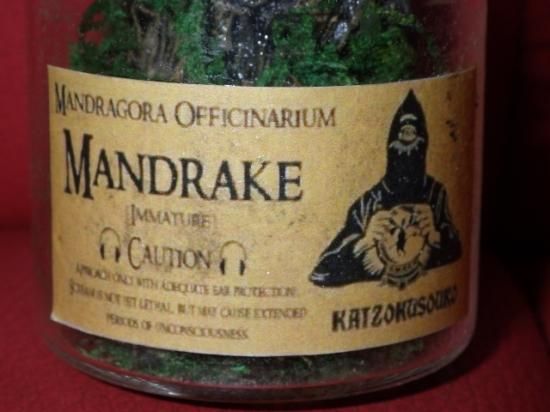 MANDRAGORA OFFICINARIUM
MANDRAKE
[IMMATURE]
CAUTION
APROACH ONLY WITH ADEQUATE EAR PROTECTION!
SCREAM IS NOT YET LETHAL, BUT MAY CAUSE EXTENDED
PERIODS OF UNCONSCIOUSNESS.
KATZOKUSOUKO